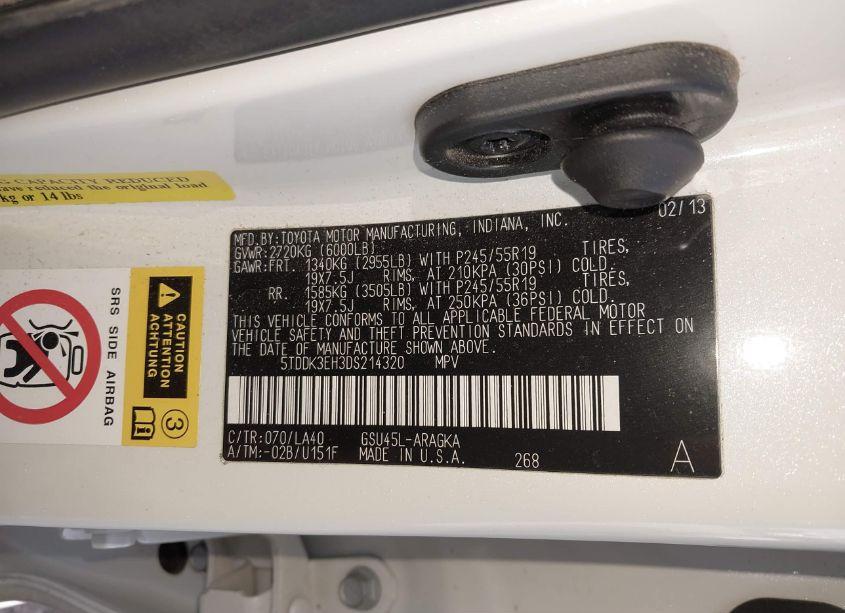 CAPACITY REDUCED
have reduced the original load
kg or 14 lbs
SRS SIDE AIRBAG
CAUTION
ATTENTION
ACHTUNG
i
3
02/13
MFD.BY:TOYOTA MOTOR MANUFACTURING, INDIANA, INC.
GVWR:2720KG (6000LB)
GAWR:FRT. 1340KG (2955LB) WITH P245/55R19 TIRES,
19X7.5J RIMS, AT 210KPA (30PSI) COLD.
RR. 1585KG (3505LB) WITH P245/55R19 TIRES,
19X7.5J RIMS, AT 250KPA (36PSI) COLD.
THIS VEHICLE CONFORMS TO ALL APPLICABLE FEDERAL MOTOR
VEHICLE SAFETY AND THEFT PREVENTION STANDARDS IN EFFECT ON
THE DATE OF MANUFACTURE SHOWN ABOVE.
5TDDK3EH3DS214320 MPV
C/TR:070/LA40 GSU45L-ARAGKA
A/TM:-02B/U151F MADE IN U.S.A. 268 A